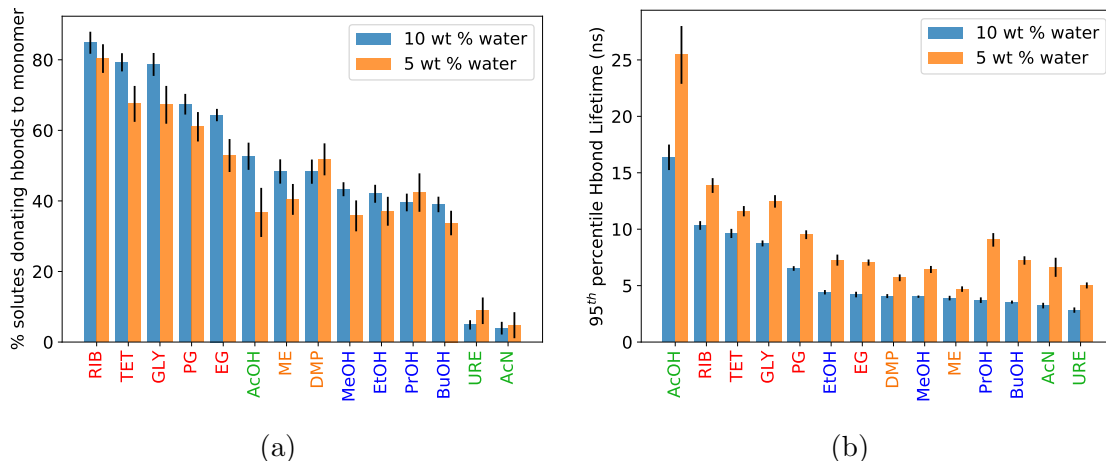 % solutes donating hbonds to monomer
80
60
40
20
0
10 wt % water
5 wt % water
RIB
TET
GLY
PG
EG
AcOH
ME
DMP
MeOH
EtOH
PrOH
BuOH
URE
AcN
(a)
95th percentile Hbond Lifetime (ns)
25
20
15
10
5
0
10 wt % water
5 wt % water
AcOH
RIB
TET
GLY
PG
EtOH
EG
DMP
MeOH
ME
PrOH
BuOH
AcN
URE
(b)